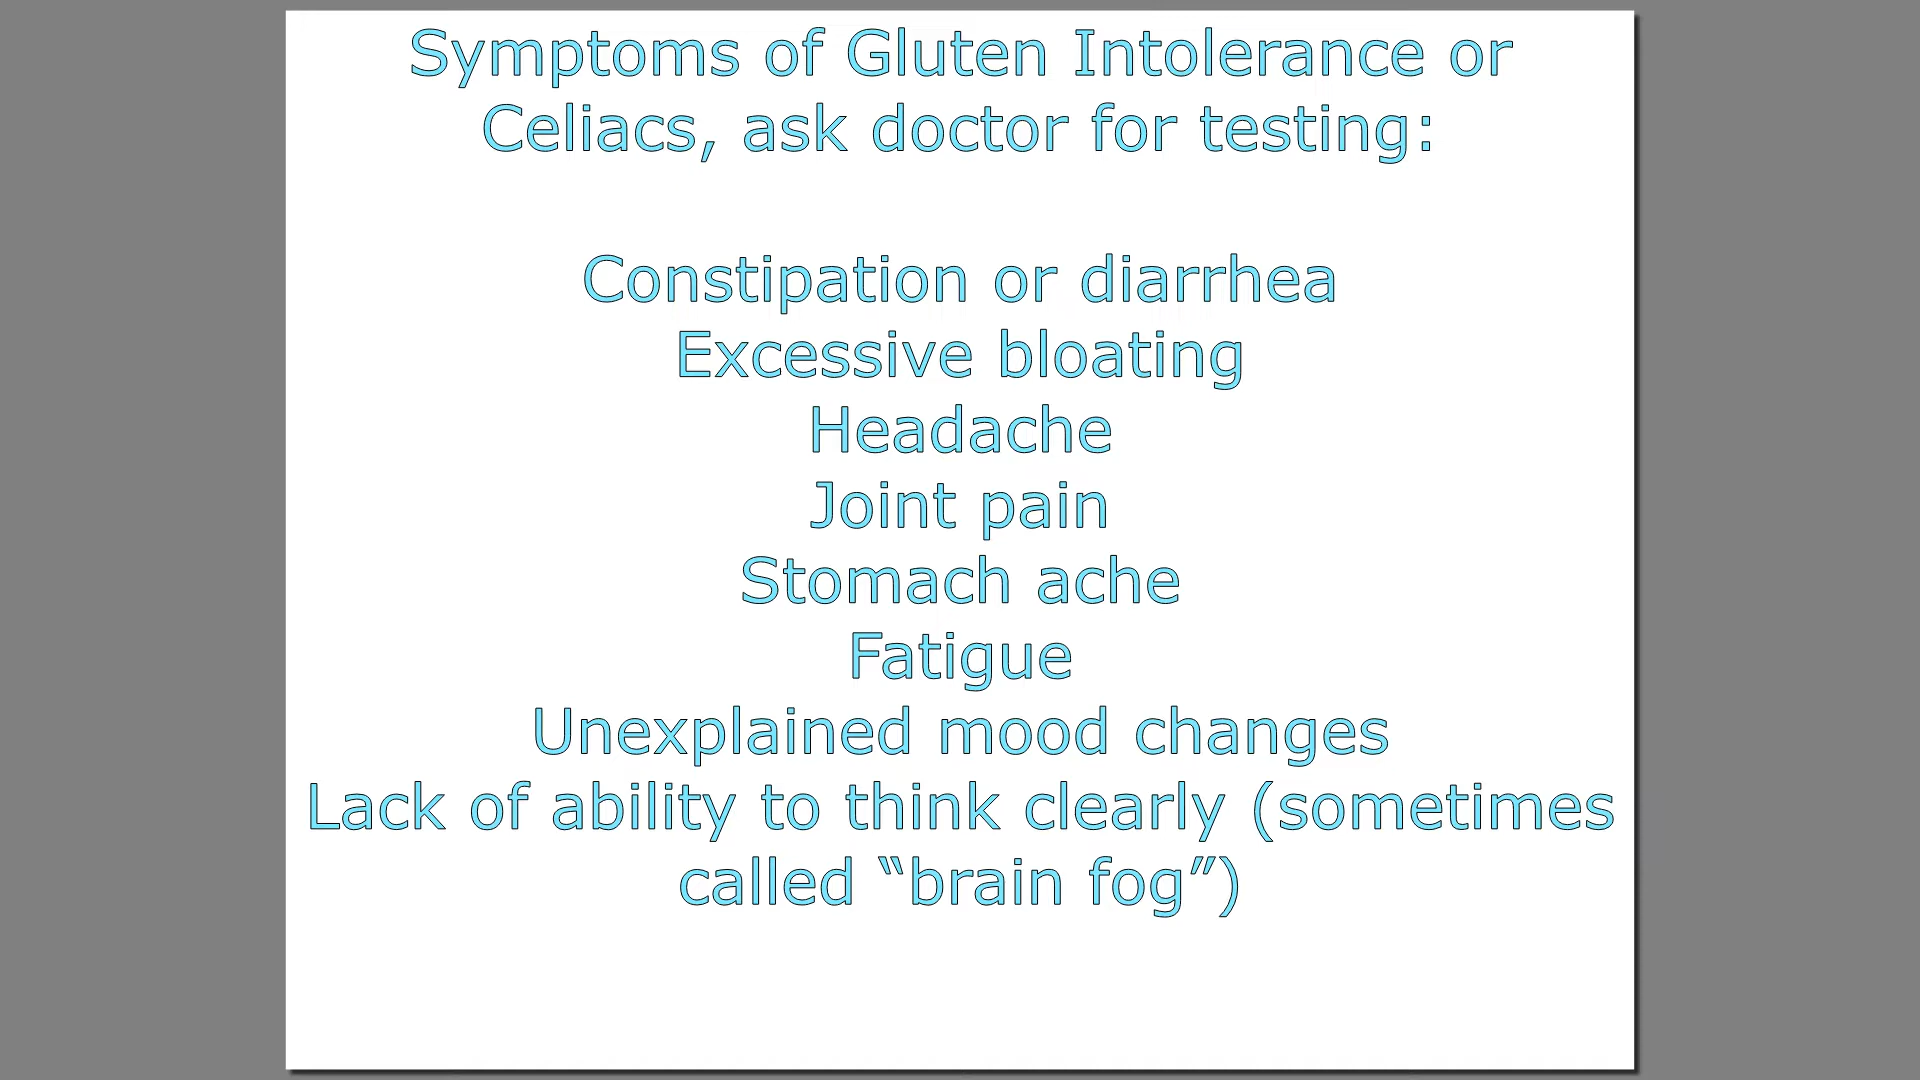 Symptoms of Gluten Intolerance or
Celiacs, ask doctor for testing:
Constipation or diarrhea
Excessive bloating
Headache
Joint pain
Stomach ache
Fatigue
Unexplained mood changes
Lack of ability to think clearly (sometimes
called “brain fog”)